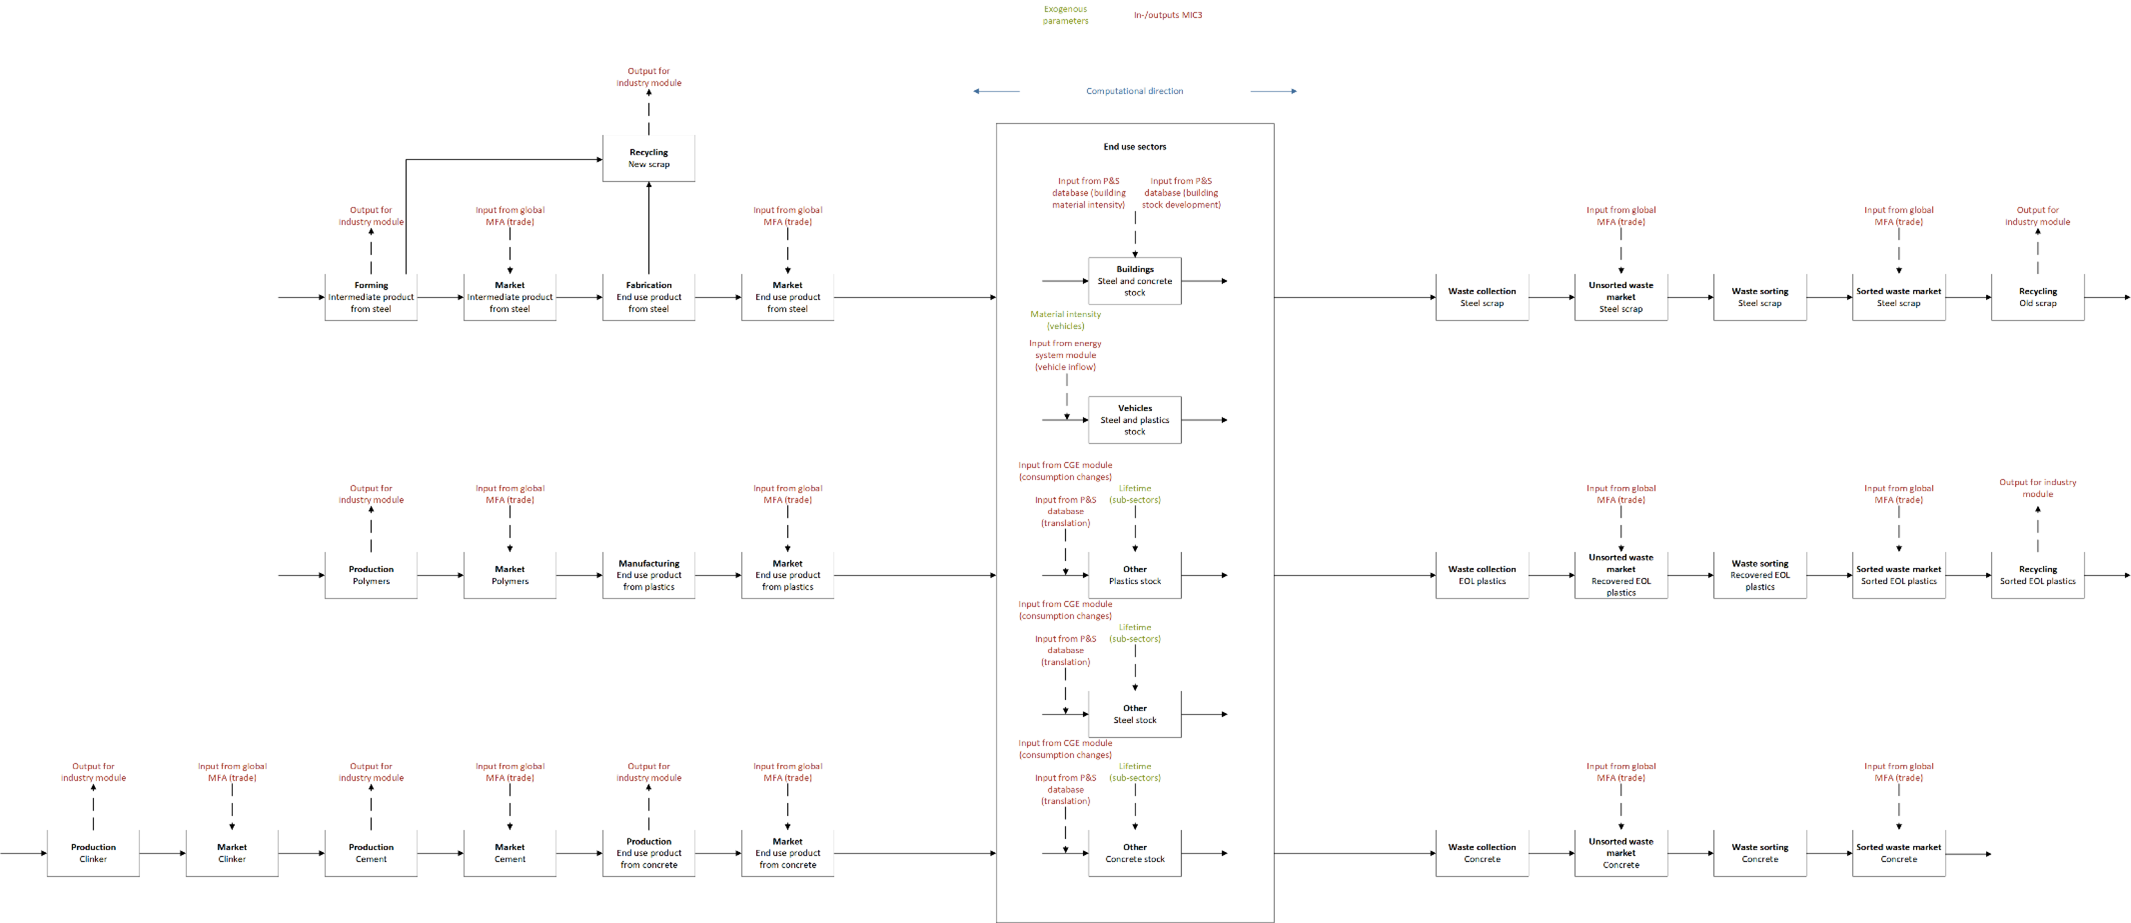 Exogenous
parameters
In-/outputs MIC3
Computational direction
Output for
industry module
Recycling
New scrap
Output for
industry module
Input from global
MFA (trade)
Input from global
MFA (trade)
Forming
Intermediate product
from steel
Market
Intermediate product
from steel
Fabrication
End use product
from steel
Market
End use product
from steel
End use sectors
Input from P&S
database (building
material intensity)
Input from P&S
database (building
stock development)
Buildings
Steel and concrete
stock
Material intensity
(vehicles)
Input from energy
system module
(vehicle Inflow)
Vehicles
Steel and plastics
stock
Input from global
MFA (trade)
Input from global
MFA (trade)
Output for
industry module
Waste collection
Steel scrap
Unsorted waste
market
Steel scrap
Waste sorting
Steel scrap
Sorted waste market
Steel scrap
Recycling
Old scrap
Output for
industry module
Input from global
MFA (trade)
Input from global
MFA (trade)
Production
Polymers
Market
Polymers
Manufacturing
End use product
from plastics
Market
End use product
from plastics
Input from CGE module
(consumption changes)
Input from P&S
database
(translation)
Lifetime
(sub-sectors)
Other
Plastics stock
Input from global
MFA (trade)
Input from global
MFA (trade)
Output for industry
module
Waste collection
EOL plastics
Unsorted waste
market
Recovered EOL
plastics
Waste sorting
Recovered EOL
plastics
Sorted waste market
Sorted EOL plastics
Recycling
Sorted EOL plastics
Input from CGE module
(consumption changes)
Input from P&S
database
(translation)
Lifetime
(sub-sectors)
Other
Steel stock
Output for
industry module
Input from global
MFA (trade)
Output for
industry module
Input from global
MFA (trade)
Output for
industry module
Input from global
MFA (trade)
Production
Clinker
Market
Clinker
Production
Cement
Market
Cement
Production
End use product
from concrete
Market
End use product
from concrete
Input from CGE module
(consumption changes)
Input from P&S
database
(translation)
Lifetime
(sub-sectors)
Other
Concrete stock
Input from global
MFA (trade)
Input from global
MFA (trade)
Waste collection
Concrete
Unsorted waste
market
Concrete
Waste sorting
Concrete
Sorted waste market
Concrete